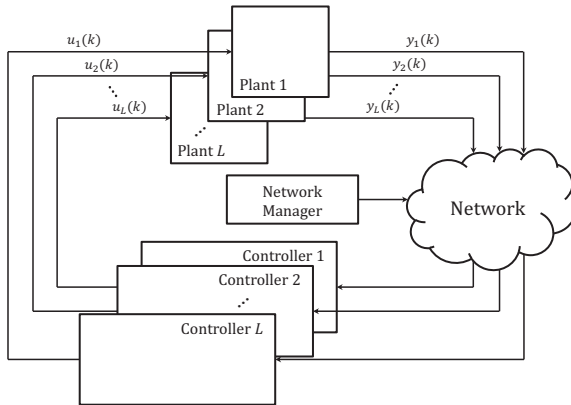 u₁(k)
y₁(k)
u₂(k)
y₂(k)
⋰
⋰
Plant 1
u_L(k)
Plant 2
y_L(k)
⋰
Plant L
Network
Manager
Network
Controller 1
Controller 2
⋰
Controller L